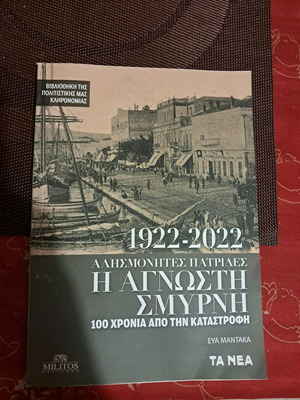 ΒΙΒΛΙΟΘΗΚΗ ΤΗΣ
ΠΟΛΙΤΙΣΤΙΚΗΣ ΜΑΣ
ΚΛΗΡΟΝΟΜΙΑΣ
1922-2022
ΑΛΗΣΜΟΝΗΤΕΣ ΠΑΤΡΙΔΕΣ
Η ΑΓΝΩΣΤΗ
ΣΜΥΡΝΗ
100 ΧΡΟΝΙΑ ΑΠΟ ΤΗΝ ΚΑΤΑΣΤΡΟΦΗ
ΕΥΑ ΜΑΝΤΑΚΑ
MILITOS
ΤΑ ΝΕΑ